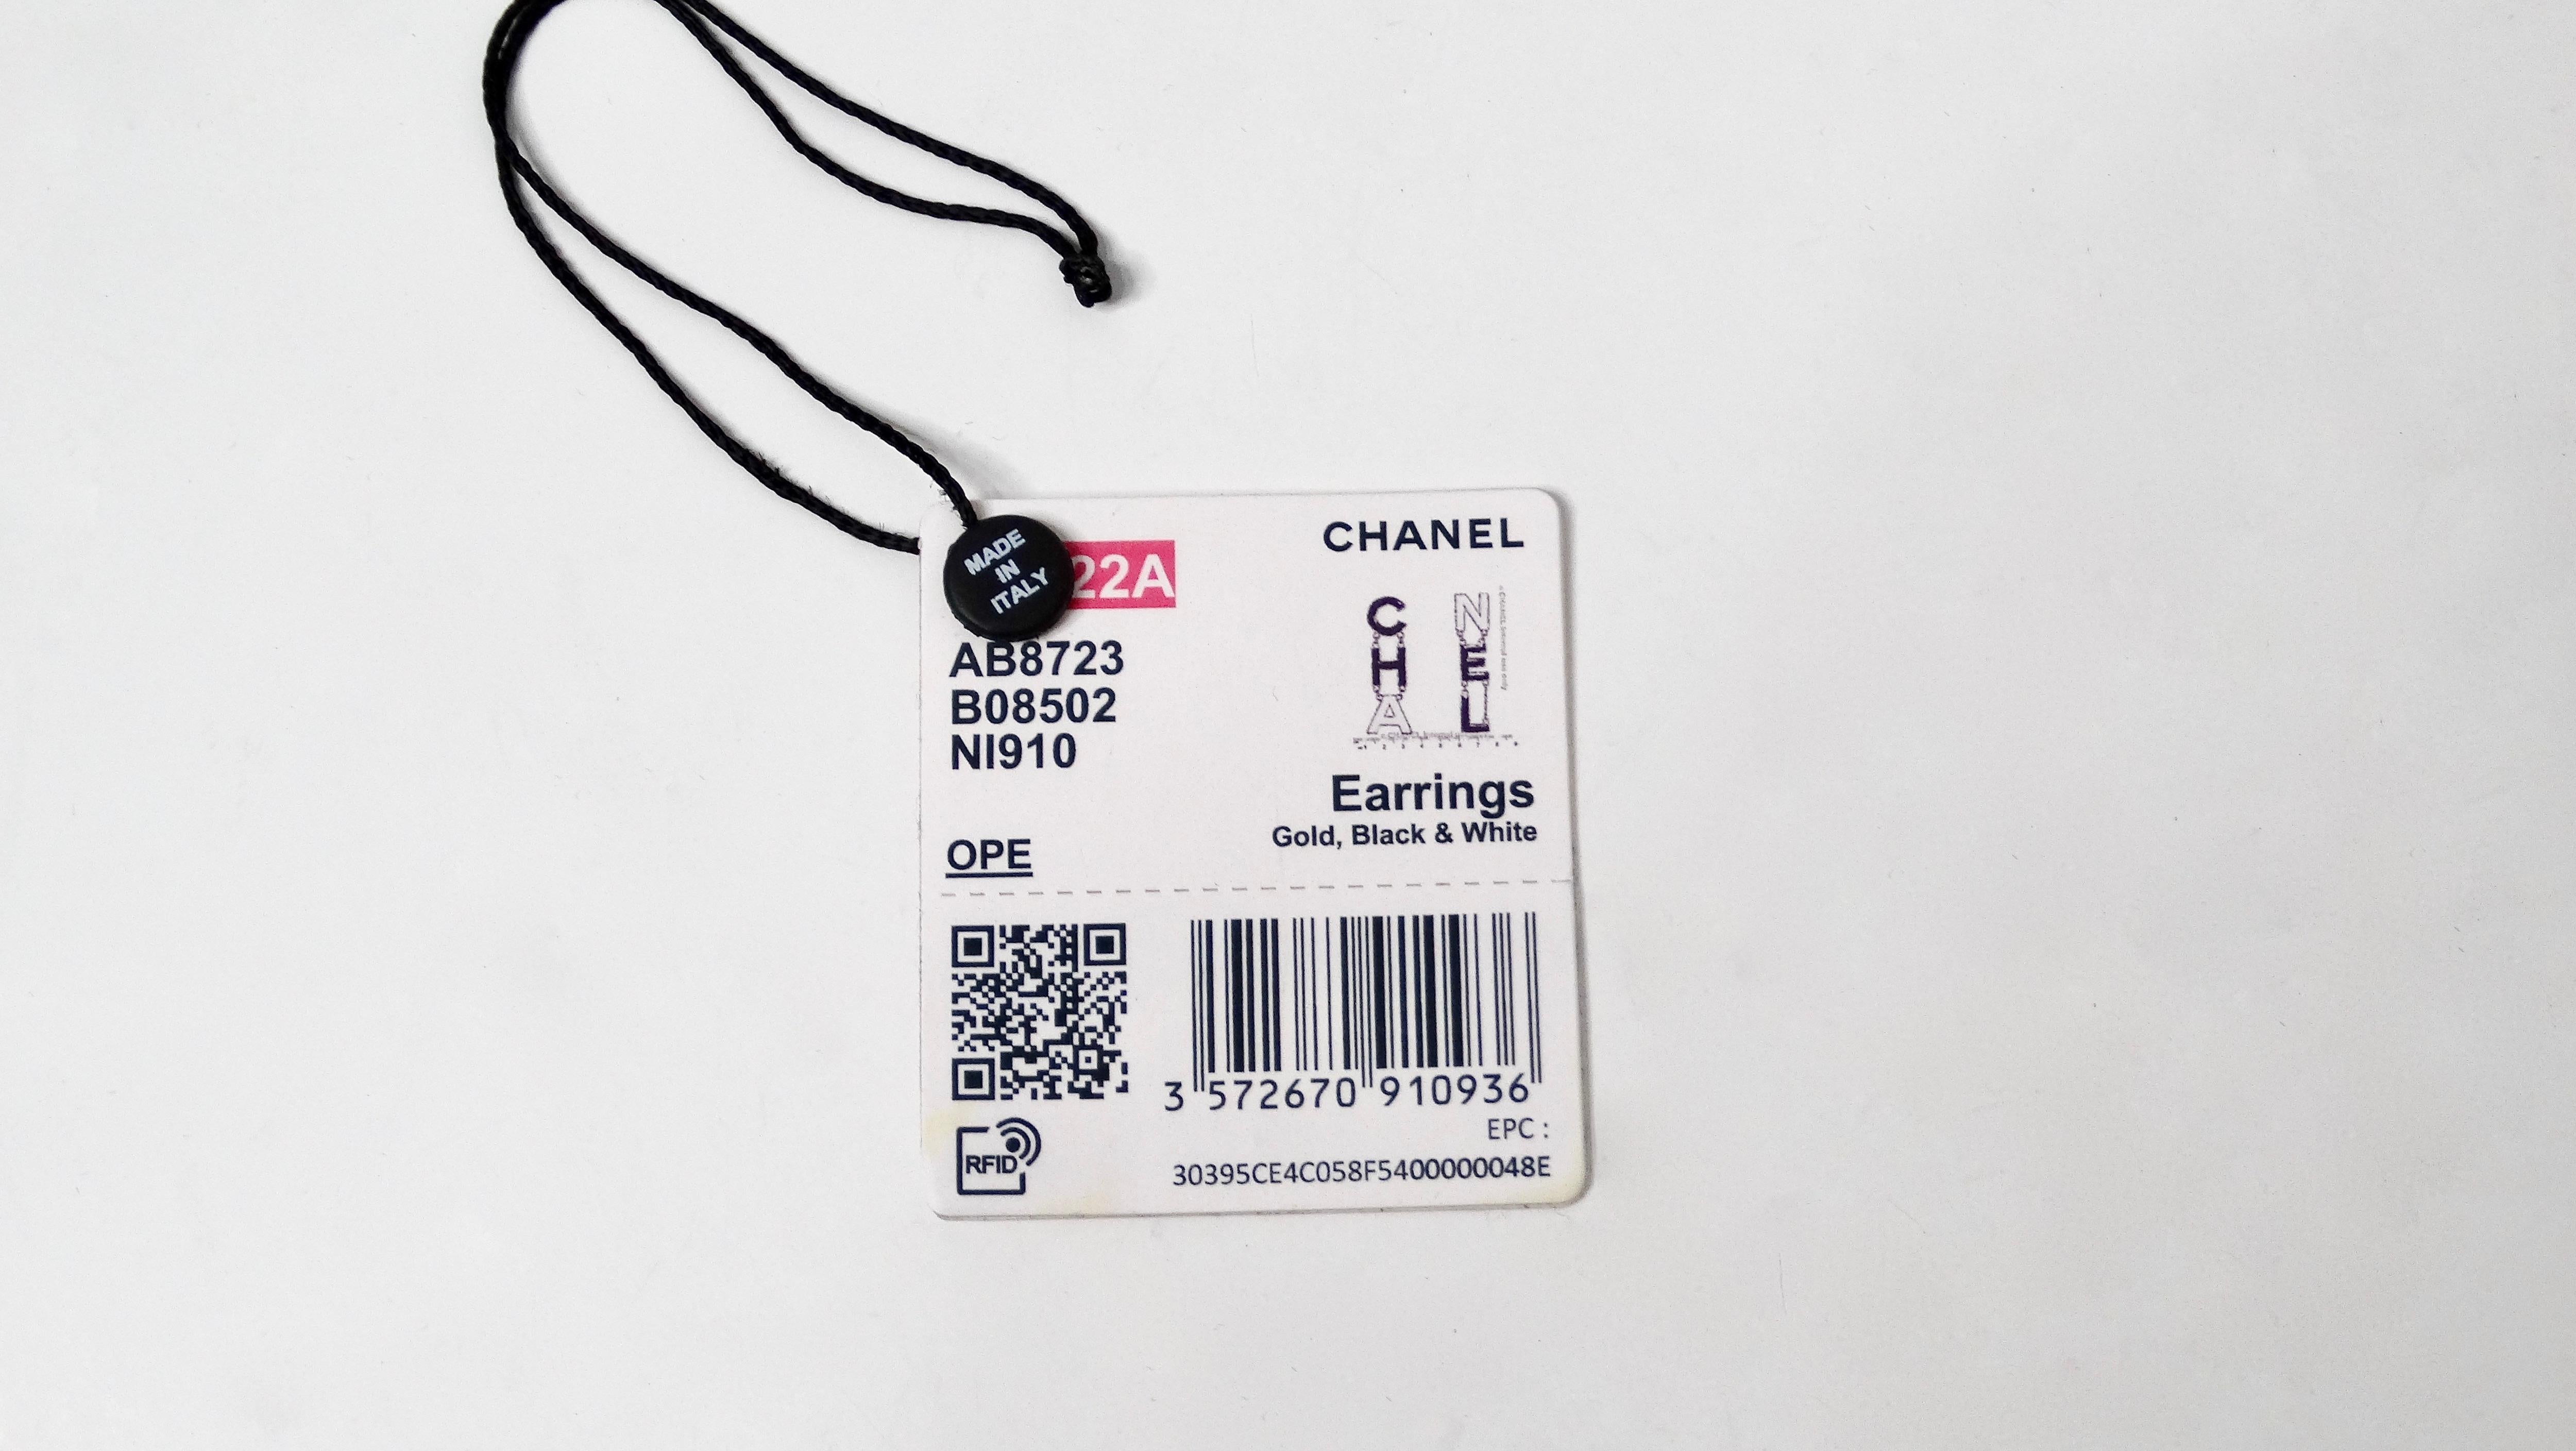 MADE
IN
ITALY
22A
CHANEL
C N
H E
A L
AB8723
B08502
NI910
Earrings
Gold, Black & White
OPE
3 572670 910936
RFID
EPC :
30395CE4C058F5400000048E